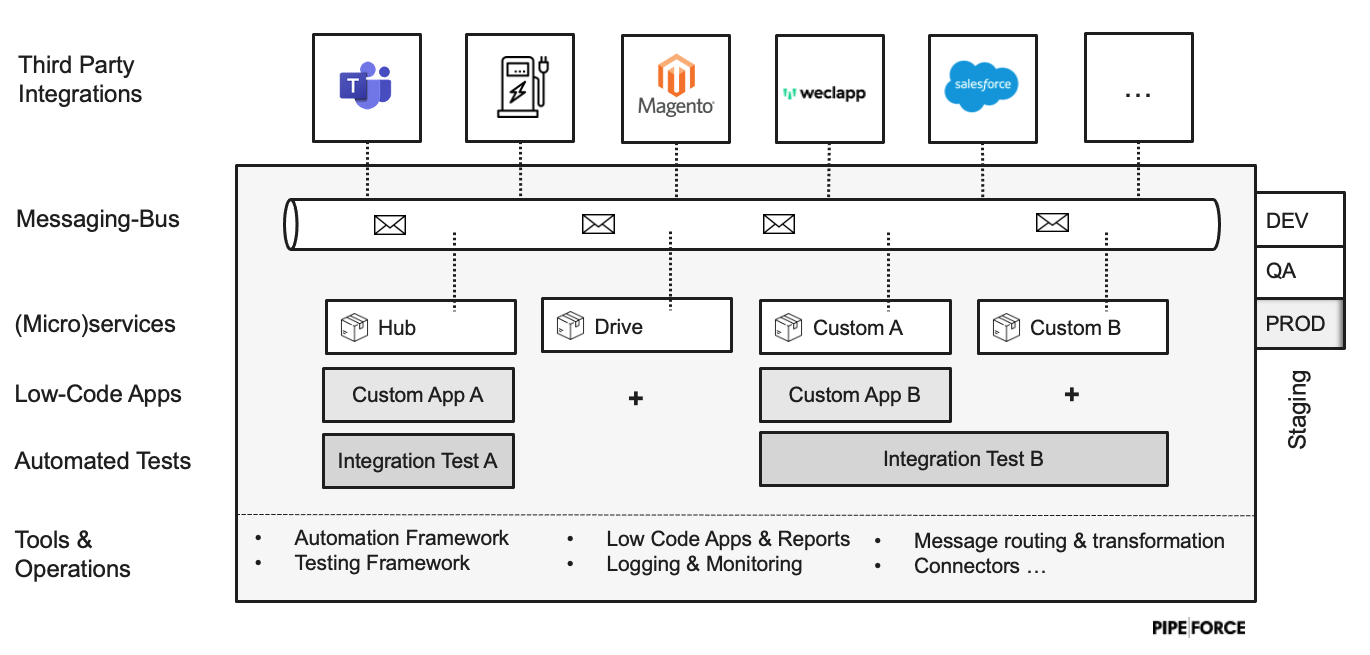 Third Party
Integrations
T
Magento
weclapp
salesforce
...
Messaging-Bus
DEV
QA
PROD
Staging
(Micro)services
Hub
Drive
Custom A
Custom B
Low-Code Apps
Custom App A
+
Custom App B
+
Automated Tests
Integration Test A
Integration Test B
Tools &
Operations
• Automation Framework
• Testing Framework
• Low Code Apps & Reports
• Logging & Monitoring
• Message routing & transformation
• Connectors ...
PIPE|FORCE